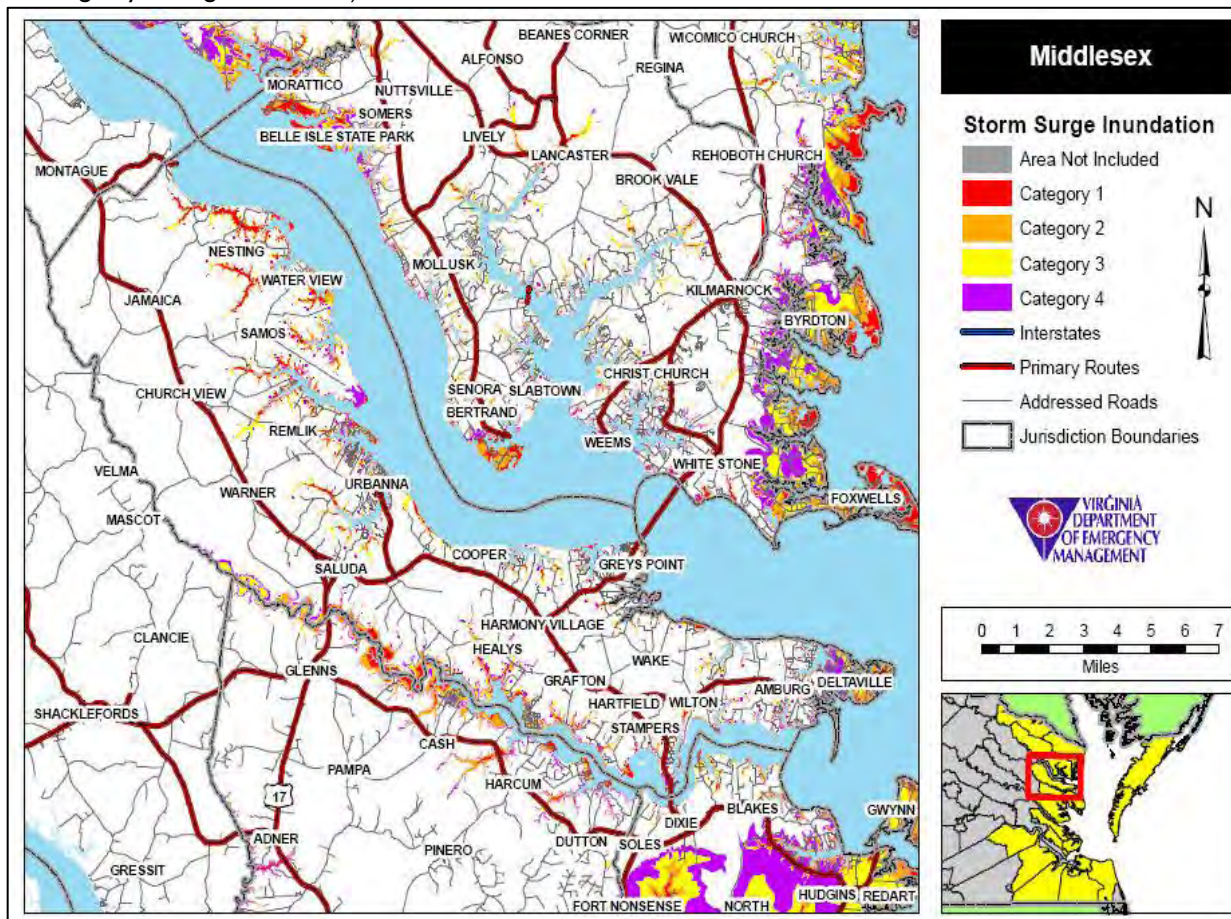 Middlesex
Storm Surge Inundation
Area Not Included
Category 1
Category 2
Category 3
Category 4
Interstates
Primary Routes
Addressed Roads
Jurisdiction Boundaries
N
VIRGINIA
DEPARTMENT
OF EMERGENCY
MANAGEMENT
0 1 2 3 4 5 6 7
Miles
BEANES CORNER
WICOMICO CHURCH
ALFONSO
REGINA
MORATTICO
NUTTSVILLE
SOMERS
BELLE ISLE STATE PARK
LIVELY
LANCASTER
REHOBOTH CHURCH
MONTAGUE
BROOK VALE
NESTING
MOLLUSK
WATER VIEW
KILMARNOCK
JAMAICA
BYRDTON
SAMOS
CHRIST CHURCH
CHURCH VIEW
SENORA
SLABTOWN
BERTRAND
REMLIK
WEEMS
WHITE STONE
VELMA
URBANNA
WARNER
FOXWELLS
MASCOT
COOPER
GREYS POINT
SALUDA
HARMONY VILLAGE
CLANCIE
HEALYS
WAKE
GLENNS
GRAFTON
AMBURG
DELTAVILLE
HARTFIELD
WILTON
SHACKLEFORDS
STAMPERS
CASH
PAMPA
HARCUM
17
BLAKES
GWYNN
DIXIE
ADNER
DUTTON
SOLES
PINERO
GRESSIT
HUDGINS
REDART
FORT NONSENSE
NORTH